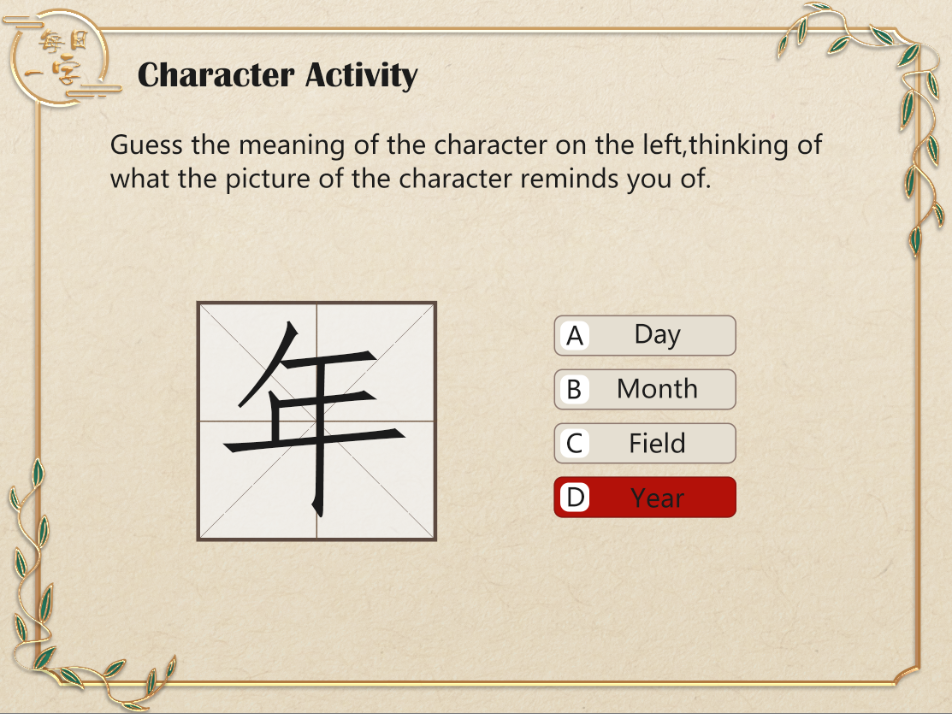 每日
一字
Character Activity
Guess the meaning of the character on the left,thinking of
what the picture of the character reminds you of.
年
A Day
B Month
C Field
D Year